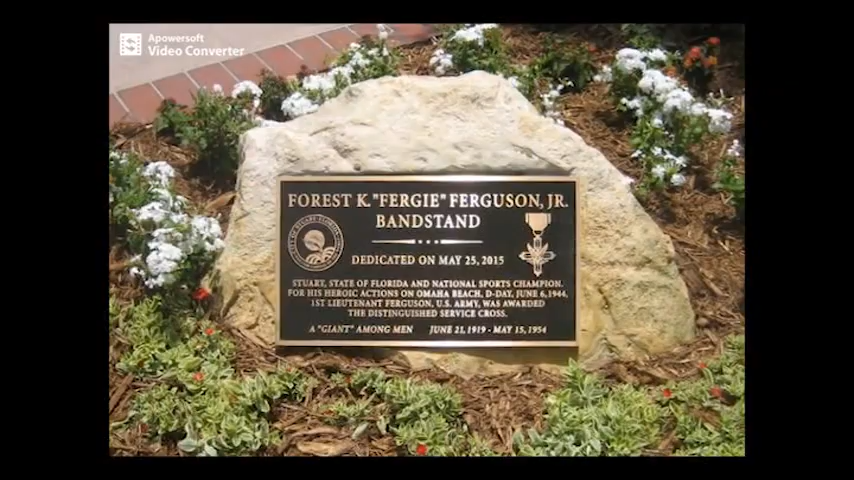 Apowersoft
Video Converter
FOREST K. "FERGIE" FERGUSON, JR.
BANDSTAND
DEDICATED ON MAY 25, 2015
STUART, STATE OF FLORIDA AND NATIONAL SPORTS CHAMPION.
FOR HIS HEROIC ACTIONS ON OMAHA BEACH, D-DAY, JUNE 6, 1944,
1ST LIEUTENANT FERGUSON, U.S. ARMY, WAS AWARDED
THE DISTINGUISHED SERVICE CROSS.
A "GIANT" AMONG MEN JUNE 21, 1919 - MAY 15, 1954